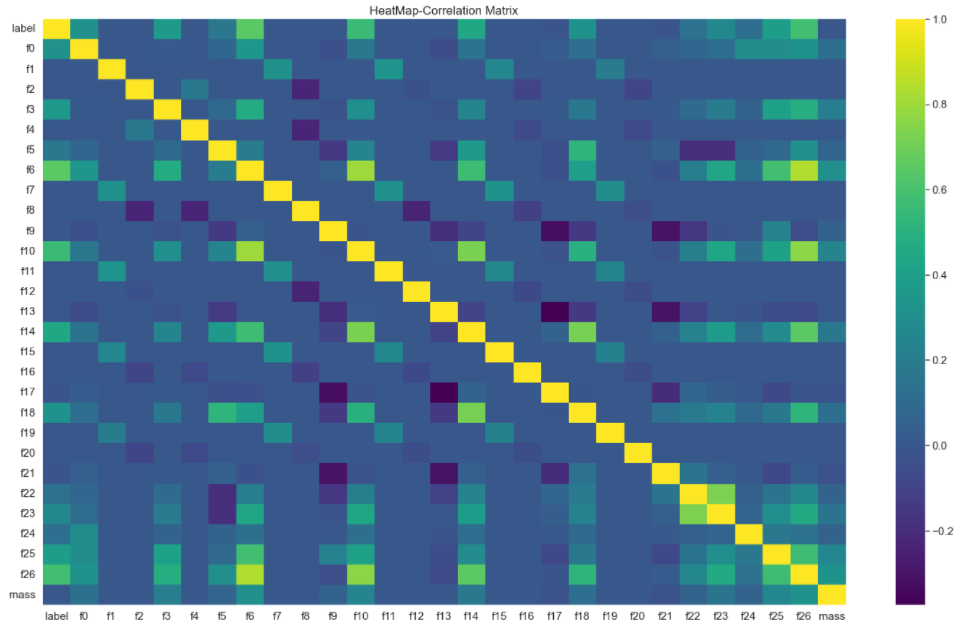 HeatMap-Correlation Matrix
label
f0
f1
f2
f3
f4
f5
f6
f7
f8
f9
f10
f11
f12
f13
f14
f15
f16
f17
f18
f19
f20
f21
f22
f23
f24
f25
f26
mass
label f0 f1 f2 f3 f4 f5 f6 f7 f8 f9 f10 f11 f12 f13 f14 f15 f16 f17 f18 f19 f20 f21 f22 f23 f24 f25 f26 mass
1.0
0.8
0.6
0.4
0.2
0.0
−0.2